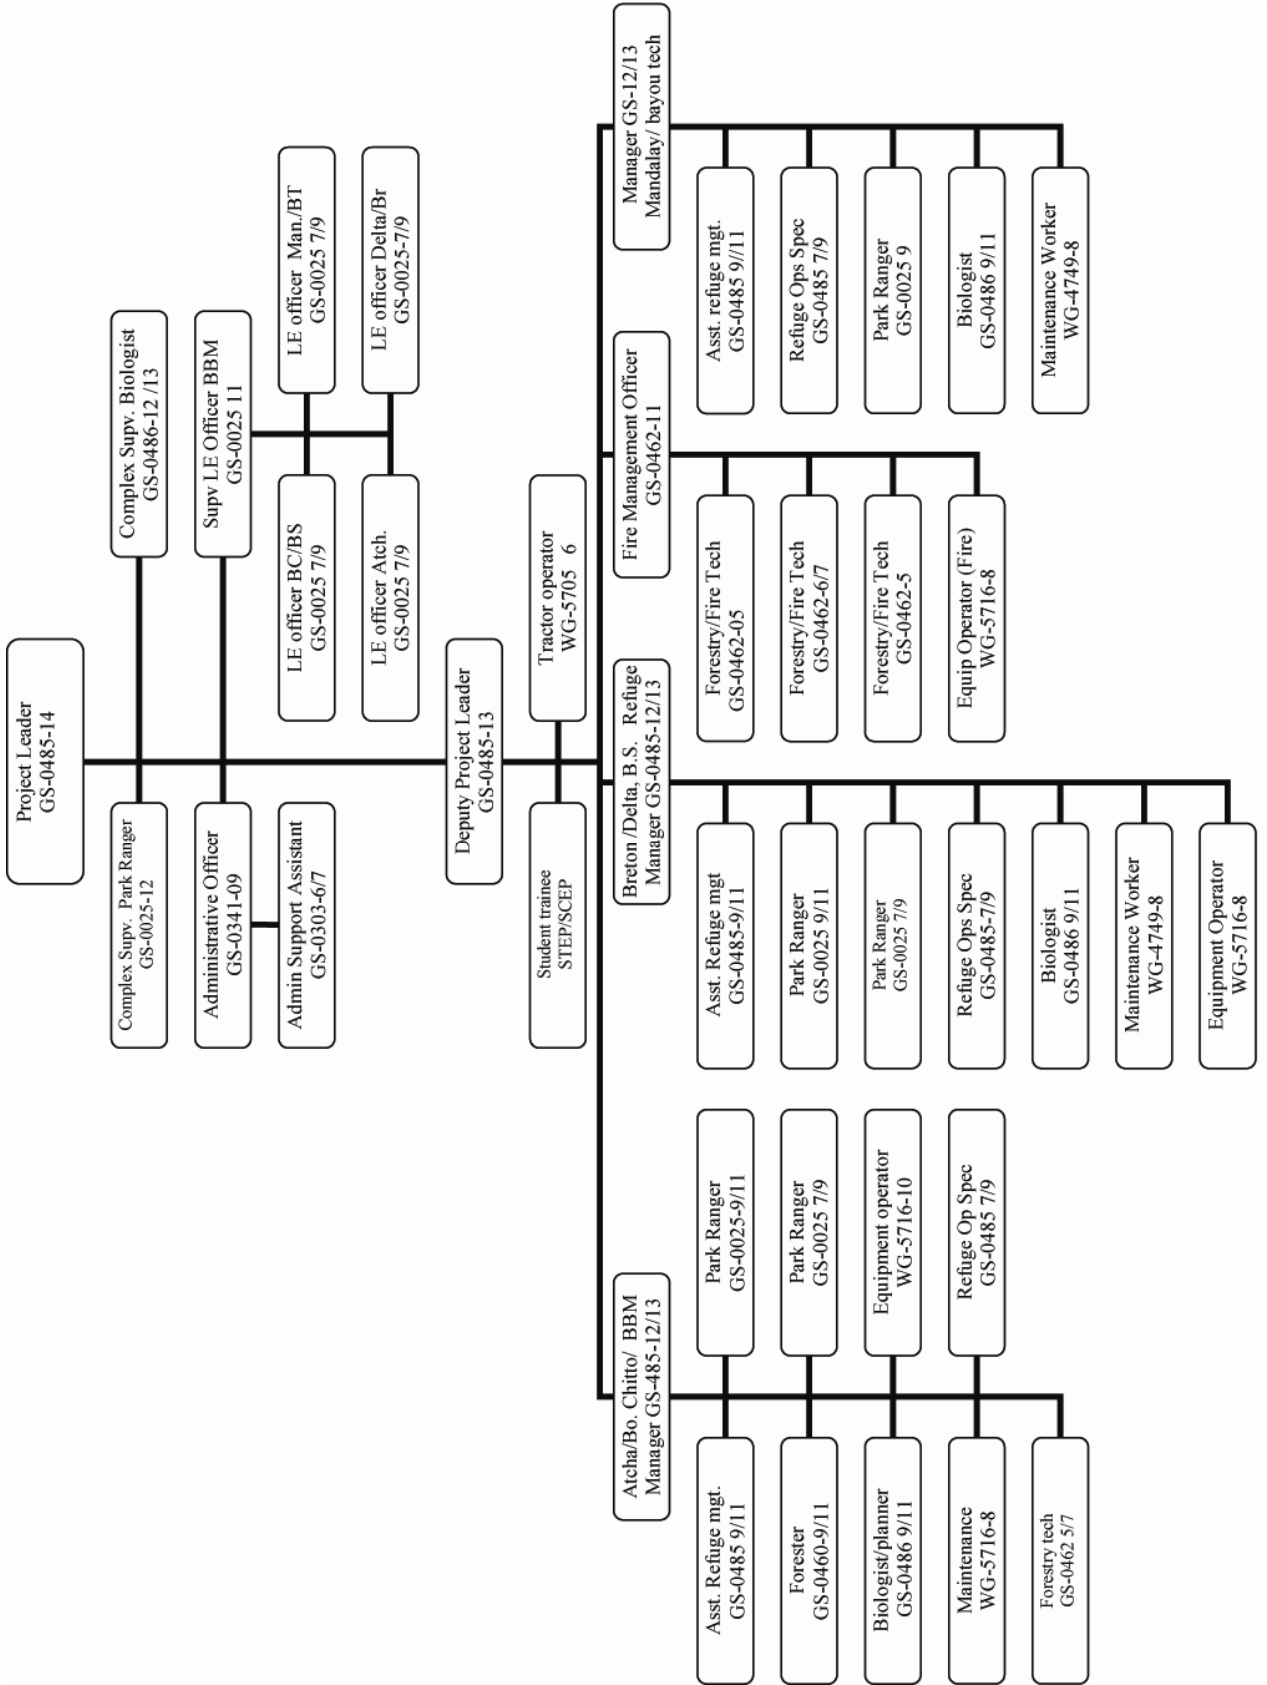 Project Leader
GS-0485-14
Complex Supv. Park Ranger
GS-0025-12
Complex Supv. Biologist
GS-0486-12 /13
Administrative Officer
GS-0341-09
Supv LE Officer BBM
GS-0025 11
Admin Support Assistant
GS-0303-6/7
LE officer BC/BS
GS-0025 7/9
LE officer Man./BT
GS-0025 7/9
LE officer Atch.
GS-0025 7/9
LE officer Delta/Br
GS-0025-7/9
Deputy Project Leader
GS-0485-13
Student trainee
STEP/SCEP
Tractor operator
WG-5705 6
Atcha/Bo. Chitto/ BBM
Manager GS-485-12/13
Asst. Refuge mgt.
GS-0485 9/11
Park Ranger
GS-0025-9/11
Forester
GS-0460-9/11
Park Ranger
GS-0025 7/9
Biologist/planner
GS-0486 9/11
Equipment operator
WG-5716-10
Maintenance
WG-5716-8
Refuge Op Spec
GS-0485 7/9
Forestry tech
GS-0462 5/7
Breton /Delta, B.S. Refuge
Manager GS-0485-12/13
Asst. Refuge mgt
GS-0485-9/11
Park Ranger
GS-0025 9/11
Park Ranger
GS-0025 7/9
Refuge Ops Spec
GS-0485-7/9
Biologist
GS-0486 9/11
Maintenance Worker
WG-4749-8
Equipment Operator
WG-5716-8
Fire Management Officer
GS-0462-11
Forestry/Fire Tech
GS-0462-05
Forestry/Fire Tech
GS-0462-6/7
Forestry/Fire Tech
GS-0462-5
Equip Operator (Fire)
WG-5716-8
Manager GS-12/13
Mandalay/ bayou tech
Asst. refuge mgt.
GS-0485 9//11
Refuge Ops Spec
GS-0485 7/9
Park Ranger
GS-0025 9
Biologist
GS-0486 9/11
Maintenance Worker
WG-4749-8